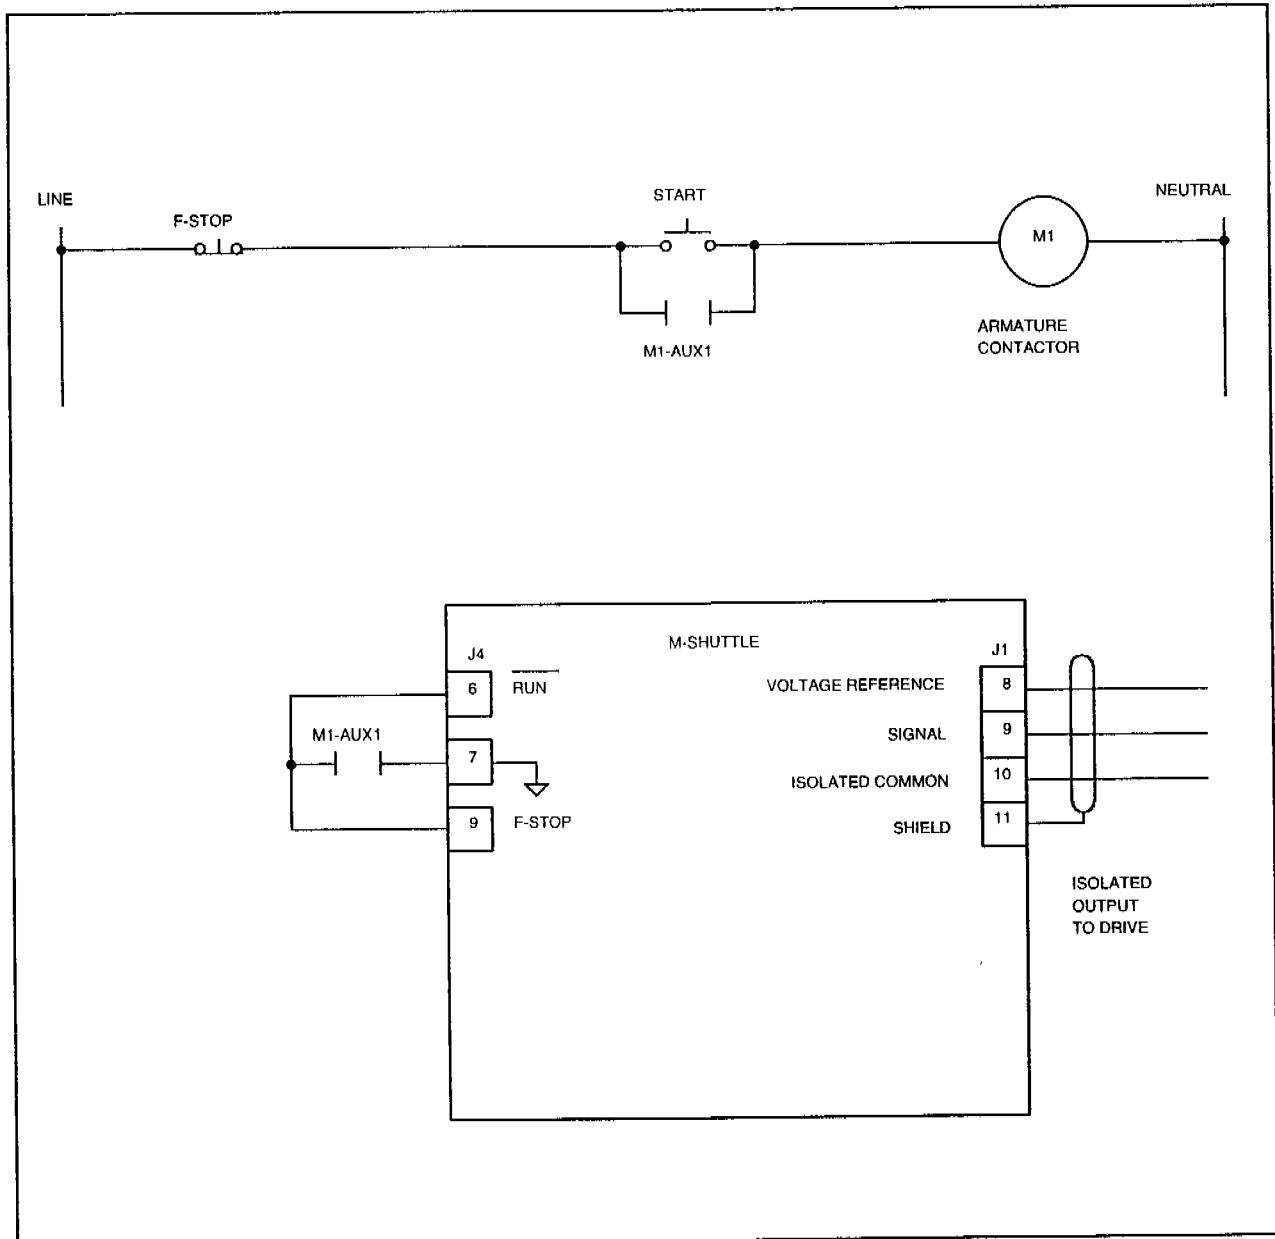 LINE
F-STOP
START
NEUTRAL
M1
M1-AUX1
ARMATURE
CONTACTOR
M-SHUTTLE
J4
J1
6
RUN
VOLTAGE REFERENCE
8
M1-AUX1
7
SIGNAL
9
ISOLATED COMMON
10
9
F-STOP
SHIELD
11
ISOLATED
OUTPUT
TO DRIVE